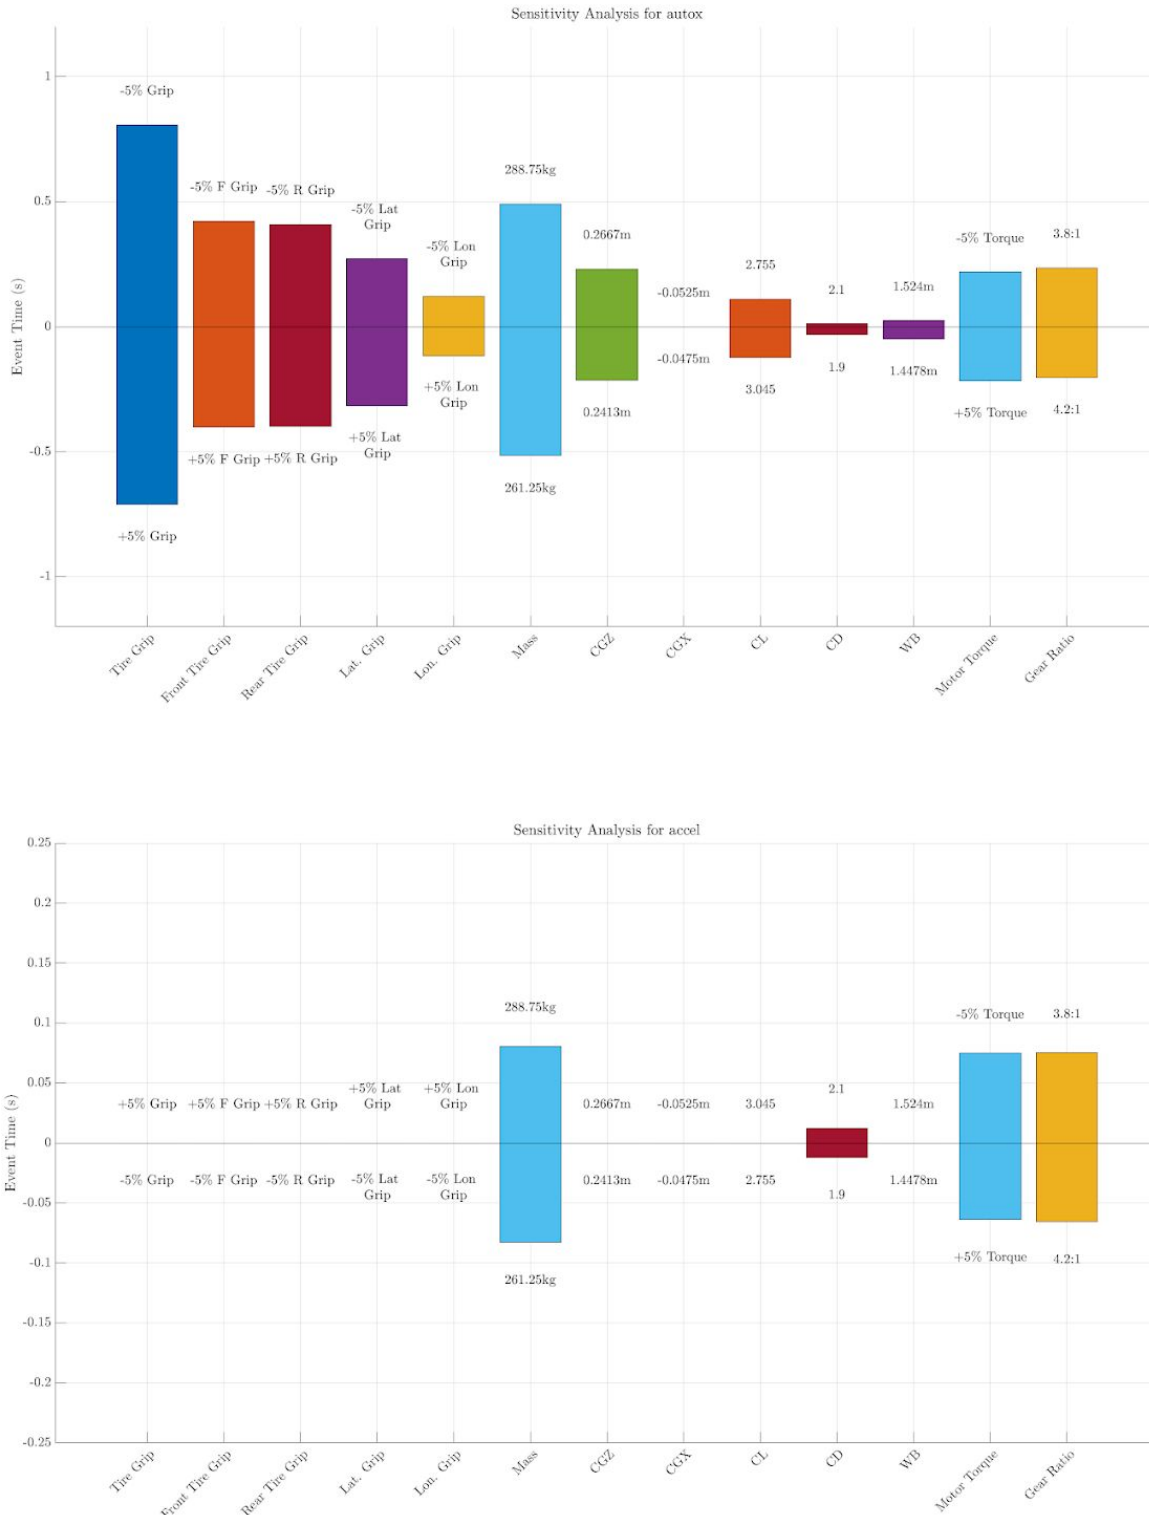 Sensitivity Analysis for autox
Event Time (s)
1
0.5
0
-0.5
-1
-5% Grip
+5% Grip
-5% F Grip
+5% F Grip
-5% R Grip
+5% R Grip
-5% Lat
Grip
+5% Lat
Grip
-5% Lon
Grip
+5% Lon
Grip
288.75kg
261.25kg
0.2667m
0.2413m
-0.0525m
-0.0475m
2.755
3.045
2.1
1.9
1.524m
1.4478m
-5% Torque
+5% Torque
3.8:1
4.2:1
Tire Grip
Front Tire Grip
Rear Tire Grip
Lat. Grip
Lon. Grip
Mass
CGZ
CGX
CL
CD
WB
Motor Torque
Gear Ratio
Sensitivity Analysis for accel
Event Time (s)
0.25
0.2
0.15
0.1
0.05
0
-0.05
-0.1
-0.15
-0.2
-0.25
+5% Grip
-5% Grip
+5% F Grip
-5% F Grip
+5% R Grip
-5% R Grip
+5% Lat
Grip
-5% Lat
Grip
+5% Lon
Grip
-5% Lon
Grip
288.75kg
261.25kg
0.2667m
0.2413m
-0.0525m
-0.0475m
3.045
2.755
2.1
1.9
1.524m
1.4478m
-5% Torque
+5% Torque
3.8:1
4.2:1
Tire Grip
Front Tire Grip
Rear Tire Grip
Lat. Grip
Lon. Grip
Mass
CGZ
CGX
CL
CD
WB
Motor Torque
Gear Ratio